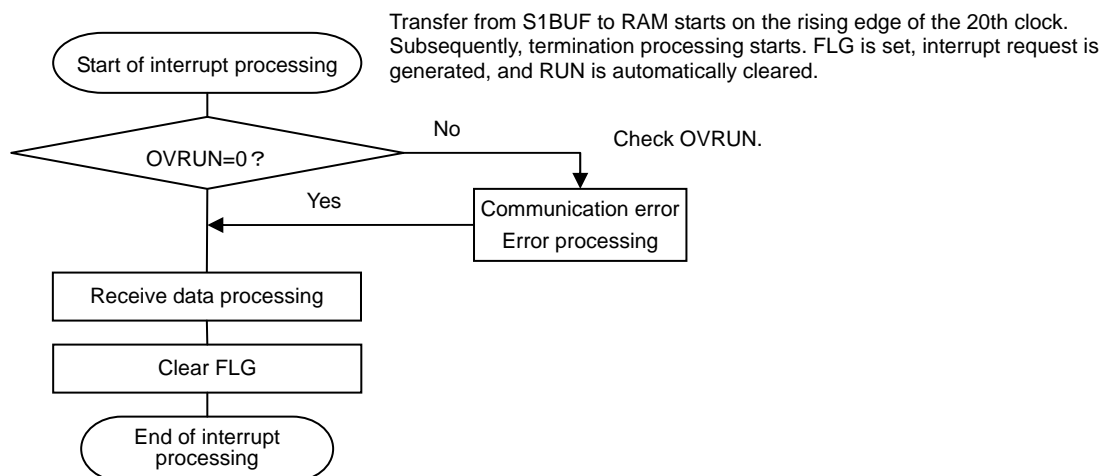 Transfer from S1BUF to RAM starts on the rising edge of the 20th clock.
Subsequently, termination processing starts. FLG is set, interrupt request is
generated, and RUN is automatically cleared.
Start of interrupt processing
No
Check OVRUN.
OVRUN=0？
Yes
Communication error
Error processing
Receive data processing
Clear FLG
End of interrupt
processing